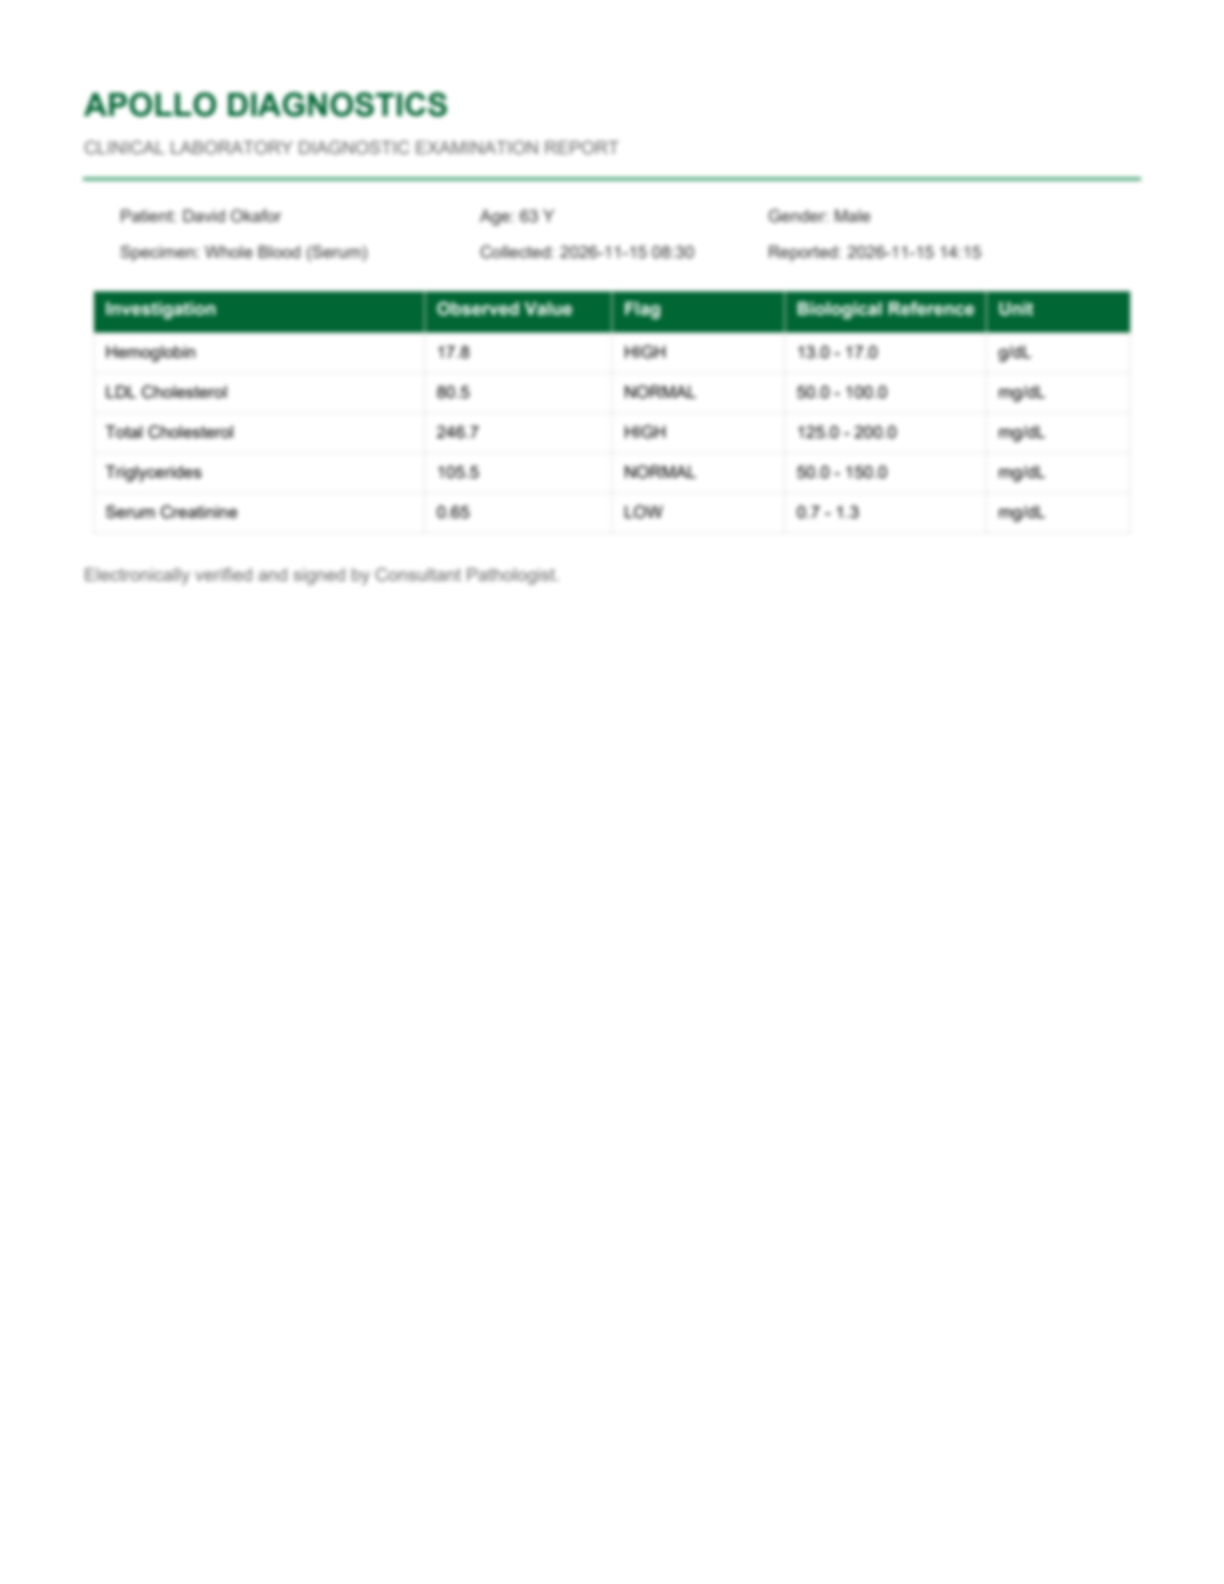 APOLLO DIAGNOSTICS
CLINICAL LABORATORY DIAGNOSTIC EXAMINATION REPORT
Patient: David Okafor Age: 63 Y Gender: Male
Specimen: Whole Blood (Serum) Collected: 2026-11-15 08:30 Reported: 2026-11-15 14:15
Investigation Observed Value Flag Biological Reference Unit
Hemoglobin 17.8 HIGH 13.0 - 17.0 g/dL
LDL Cholesterol 80.5 NORMAL 50.0 - 100.0 mg/dL
Total Cholesterol 246.7 HIGH 125.0 - 200.0 mg/dL
Triglycerides 105.5 NORMAL 50.0 - 150.0 mg/dL
Serum Creatinine 0.65 LOW 0.7 - 1.3 mg/dL
Electronically verified and signed by Consultant Pathologist.